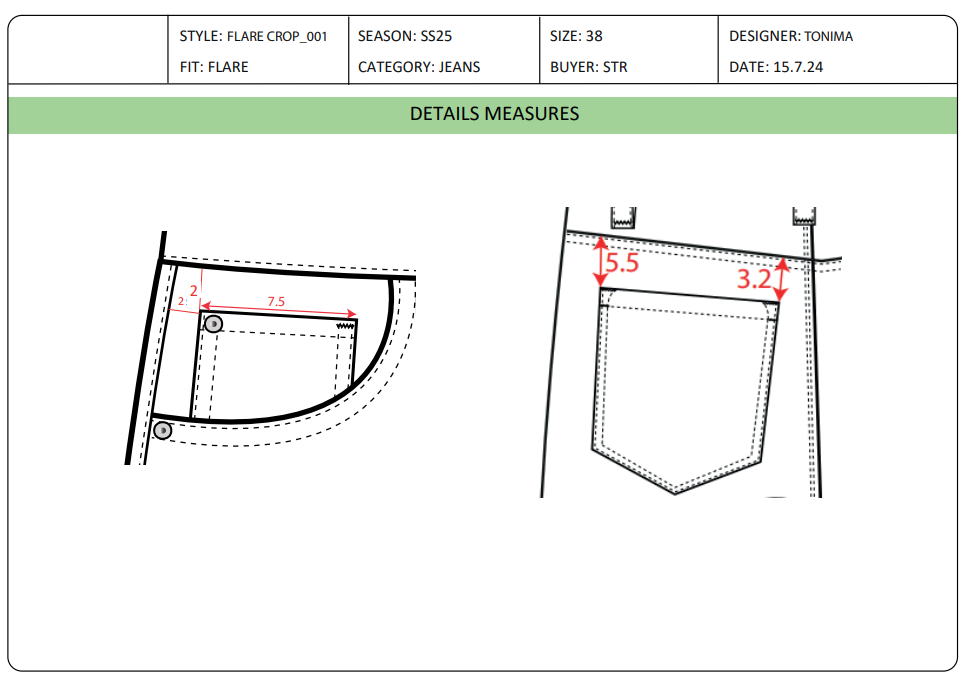 STYLE: FLARE CROP_001
FIT: FLARE
SEASON: SS25
CATEGORY: JEANS
SIZE: 38
BUYER: STR
DESIGNER: TONIMA
DATE: 15.7.24
DETAILS MEASURES
2
2
7.5
5.5
3.2